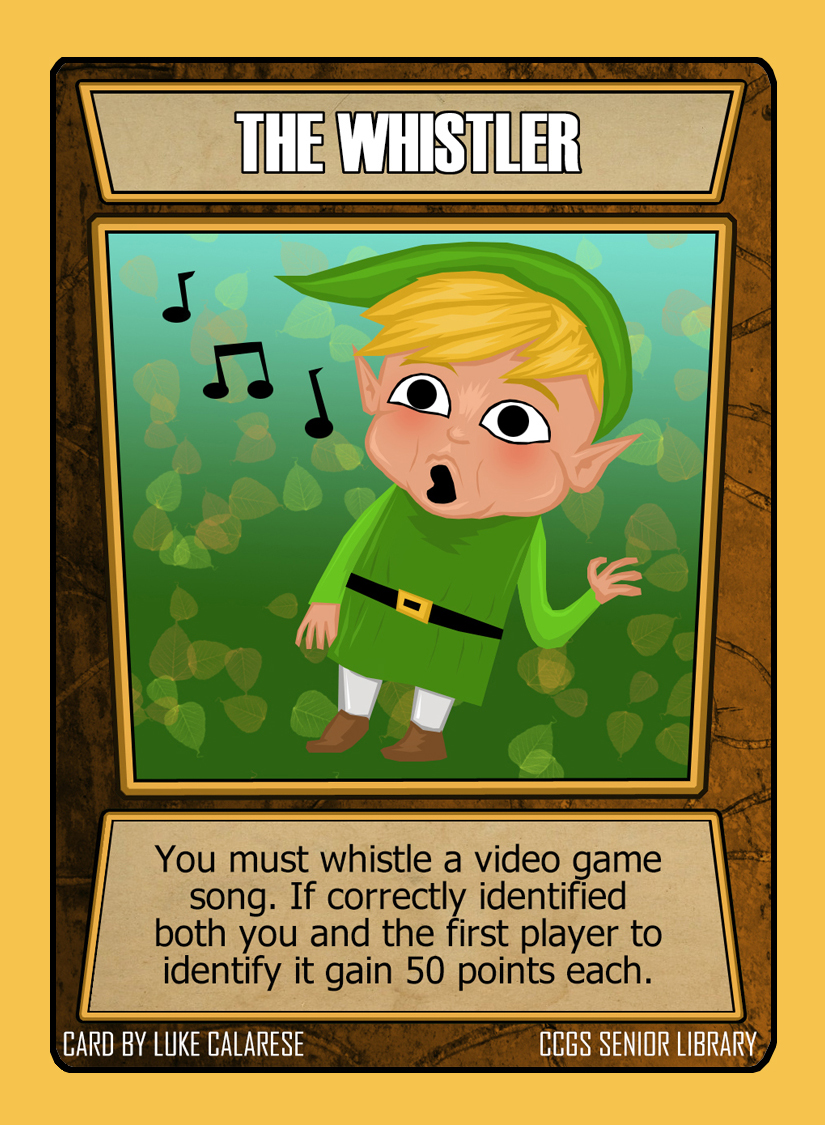 THE WHISTLER
You must whistle a video game
song. If correctly identified
both you and the first player to
identify it gain 50 points each.
CARD BY LUKE CALARESE
CCGS SENIOR LIBRARY